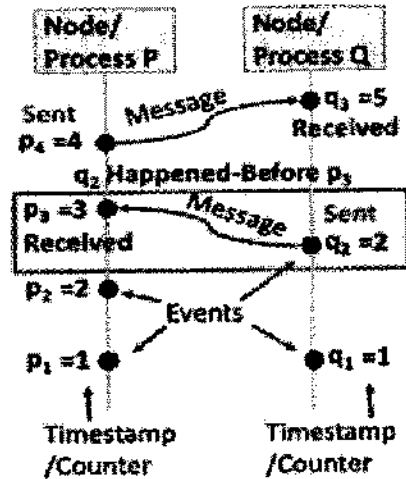 Node/
Process P
Node/
Process Q
Message
q₃ =5
Sent
p₄ =4
Received
q₂ Happened-Before p₃
p₃ =3
Message
Sent
Received
q₂ =2
p₂ =2
Events
p₁ =1
q₁ =1
Timestamp
/Counter
Timestamp
/Counter